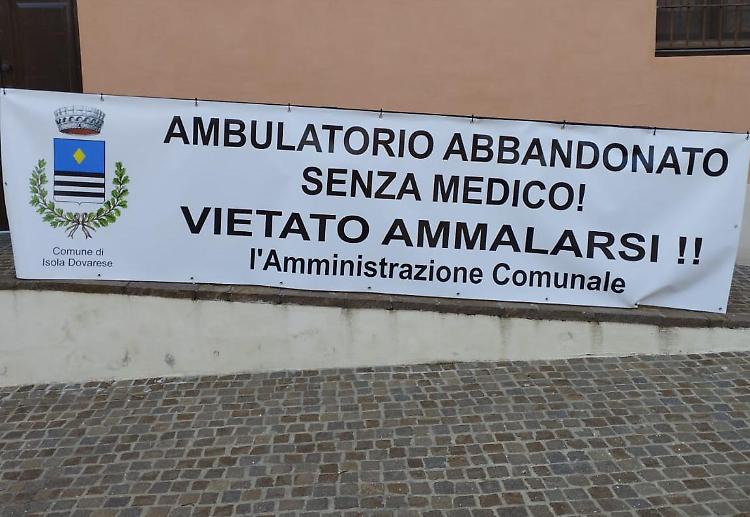 AMBULATORIO ABBANDONATO
SENZA MEDICO!
VIETATO AMMALARSI !!
l'Amministrazione Comunale
Comune di
Isola Dovarese